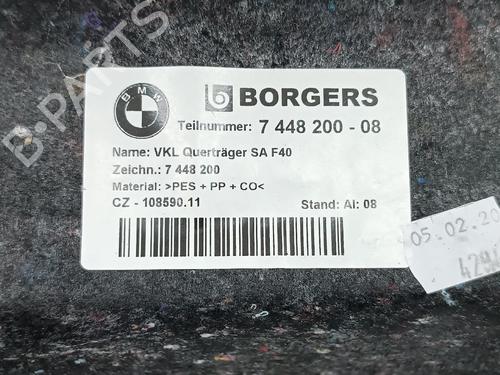 B-PARTS
BMW
BORGERS
Teilnummer: 7 448 200 - 08
Name: VKL Querträger SA F40
Zeichn.: 7 448 200
Material: >PES + PP + CO<
CZ - 108590.11
Stand: Ai: 08
05.02.20